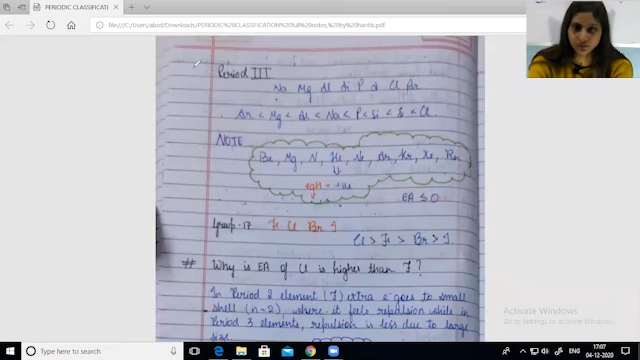 PERIODIC CLASSIFICAT
file:///C:/Users/abcd/Downloads/PERIODIC%20CLASSIFICATION%20full%20notes,%20by%20hardik.pdf
Period III
Na Mg Al Si P S Cl Ar
Ar < Mg < Al < Na < P < Si < S < Cl.
NOTE
Be, Mg, N, He, Ne, Ar, Kr, Xe, Rn
egH = +ve
EA ≤ 0
Group-17 F Cl Br I
Cl > F > Br > I.
# Why is EA of Cl is higher than F?
In Period 2 element (F) extra e⁻ goes to small
shell (n=2), where it feels repulsion while in
Period 3 elements, repulsion is less due to large
size.
Activate Windows
Go to Settings to activate Windows.
Type here to search
ENG
17:07
04-12-2020